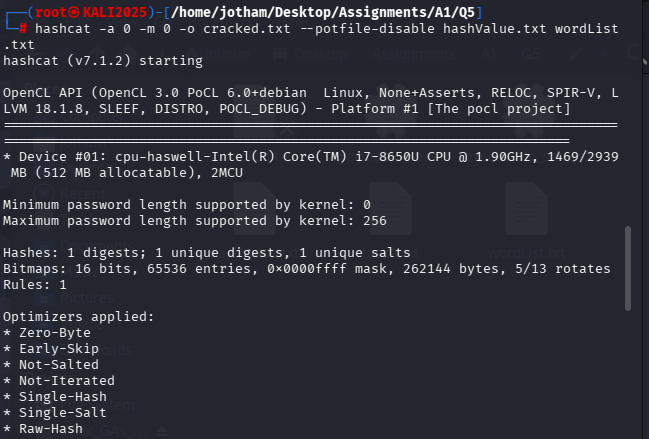 ┌──(root㉿KALI2025)-[/home/jotham/Desktop/Assignments/A1/Q5]
└─# hashcat -a 0 -m 0 -o cracked.txt --potfile-disable hashValue.txt wordList
.txt
hashcat (v7.1.2) starting
OpenCL API (OpenCL 3.0 PoCL 6.0+debian  Linux, None+Asserts, RELOC, SPIR-V, L
LVM 18.1.8, SLEEF, DISTRO, POCL_DEBUG) - Platform #1 [The pocl project]
=============================================================================
=======================================================================
* Device #01: cpu-haswell-Intel(R) Core(TM) i7-8650U CPU @ 1.90GHz, 1469/2939
 MB (512 MB allocatable), 2MCU
Minimum password length supported by kernel: 0
Maximum password length supported by kernel: 256
Hashes: 1 digests; 1 unique digests, 1 unique salts
Bitmaps: 16 bits, 65536 entries, 0x0000ffff mask, 262144 bytes, 5/13 rotates
Rules: 1
Optimizers applied:
* Zero-Byte
* Early-Skip
* Not-Salted
* Not-Iterated
* Single-Hash
* Single-Salt
* Raw-Hash